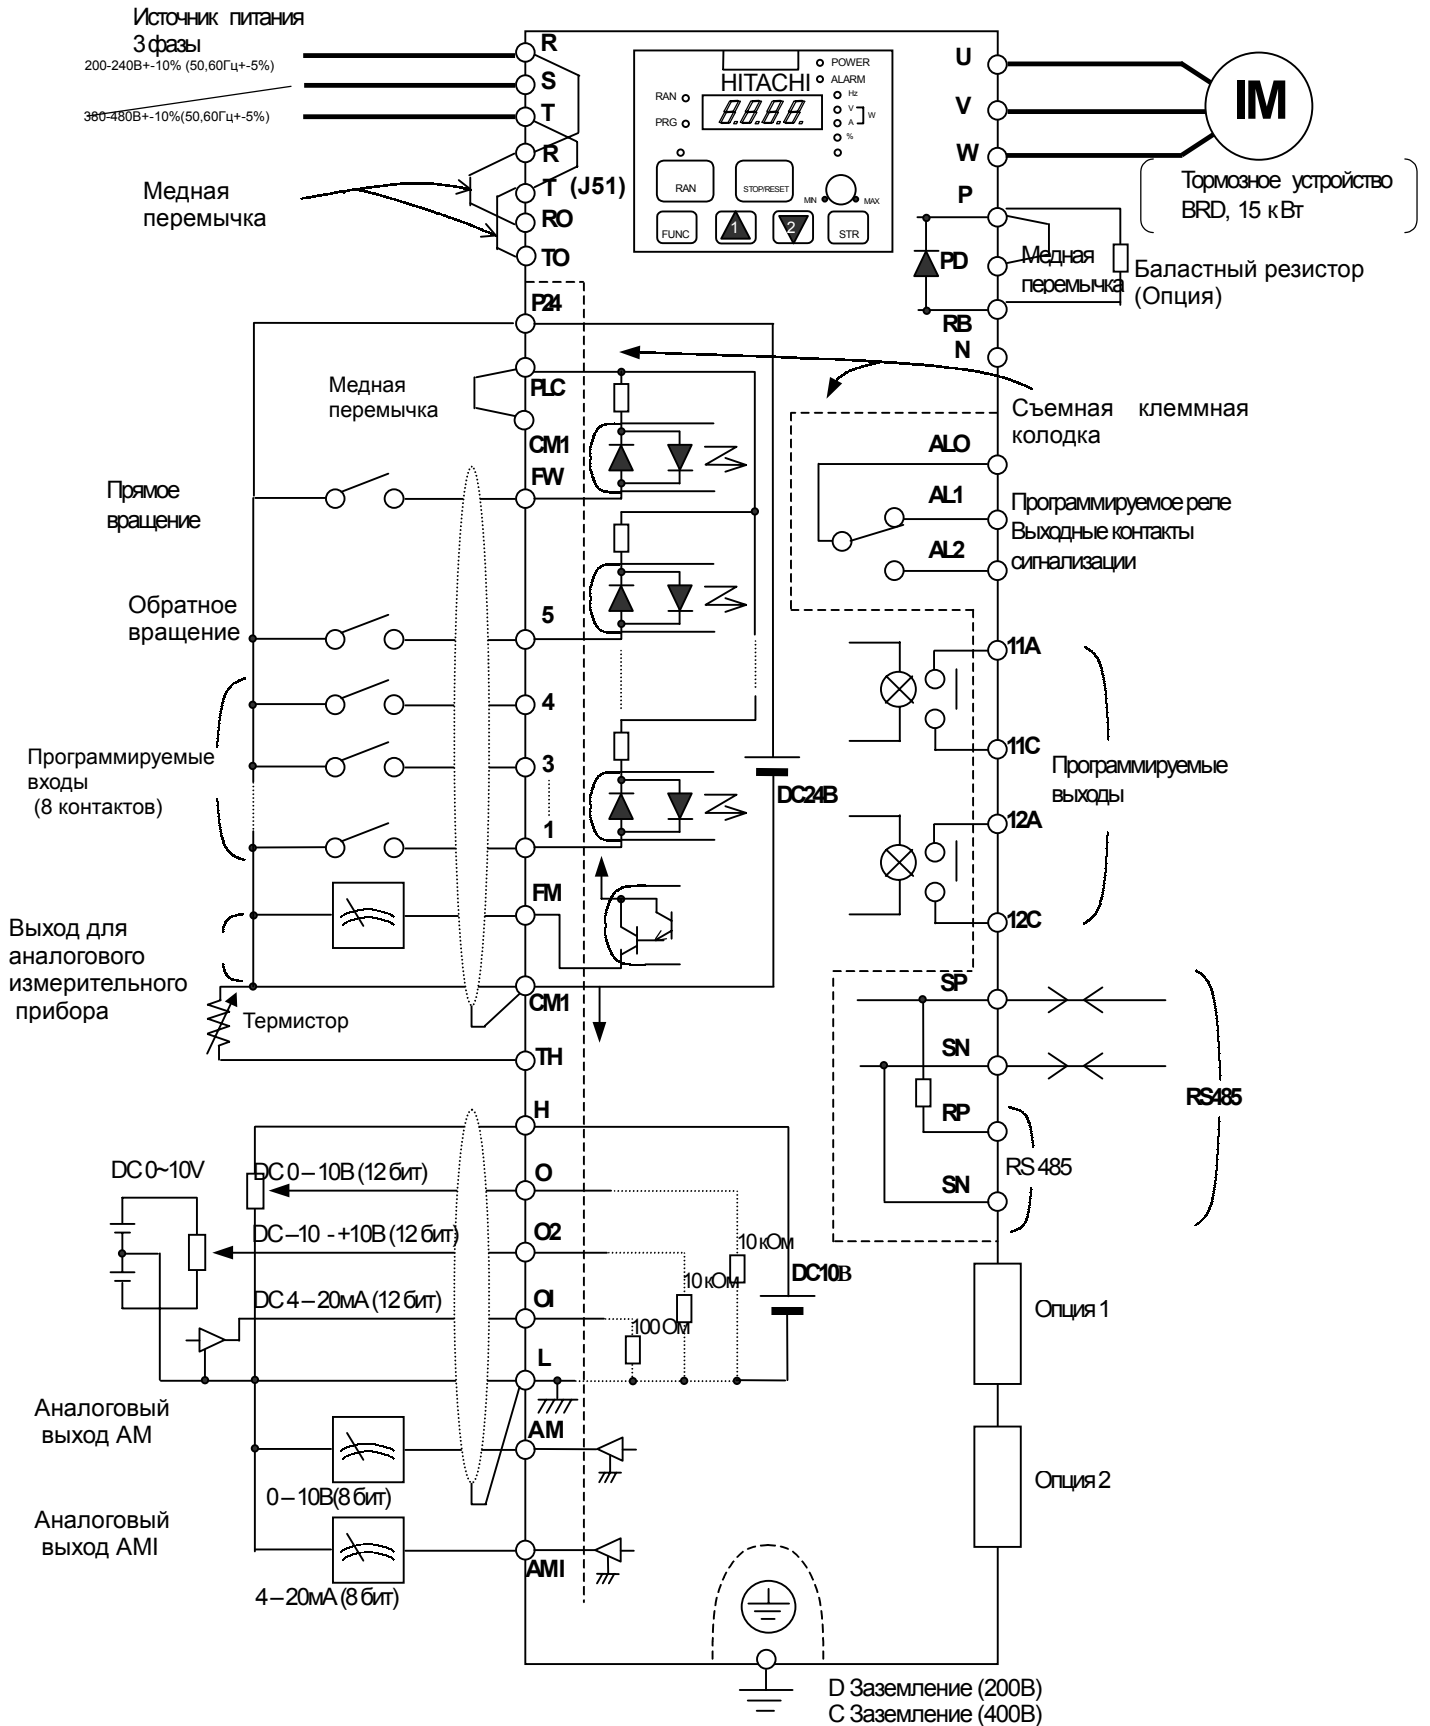 Источник питания
3 фазы
200-240В+-10% (50,60Гц+-5%)
380-480В+-10%(50,60Гц+-5%)
R
S
T
R
T (J51)
RO
TO
Медная
перемычка
HITACHI
POWER
ALARM
RAN
PRG
8.8.8.8.
Hz
V
A
W
%
RAN
STOP/RESET
MIN
MAX
FUNC
1
2
STR
U
V
W
IM
P
Тормозное устройство
BRD, 15 кВт
PD
Медная
перемычка
Баластный резистор
(Опция)
RB
N
P24
Медная
перемычка
PLC
CM1
FW
Прямое
вращение
Съемная клеммная
колодка
ALO
AL1
AL2
Программируемое реле
Выходные контакты
сигнализации
Обратное
вращение
5
4
3
1
Программируемые
входы
(8 контактов)
DC24В
11A
11C
12A
12C
Программируемые
выходы
FM
Выход для
аналогового
измерительного
прибора
CM1
Термистор
TH
SP
SN
RP
SN
RS 485
RS485
H
DC 0~10V
DC 0 – 10В (12 бит)
O
DC –10 - +10В (12 бит)
O2
DC 4 – 20мА (12 бит)
OI
10 кОм
10 кОм
100 Ом
DC10В
L
Опция 1
Аналоговый
выход АМ
AM
0 – 10В(8 бит)
Опция 2
Аналоговый
выход AMI
AMI
4 – 20мА (8 бит)
D Заземление (200В)
C Заземление (400В)